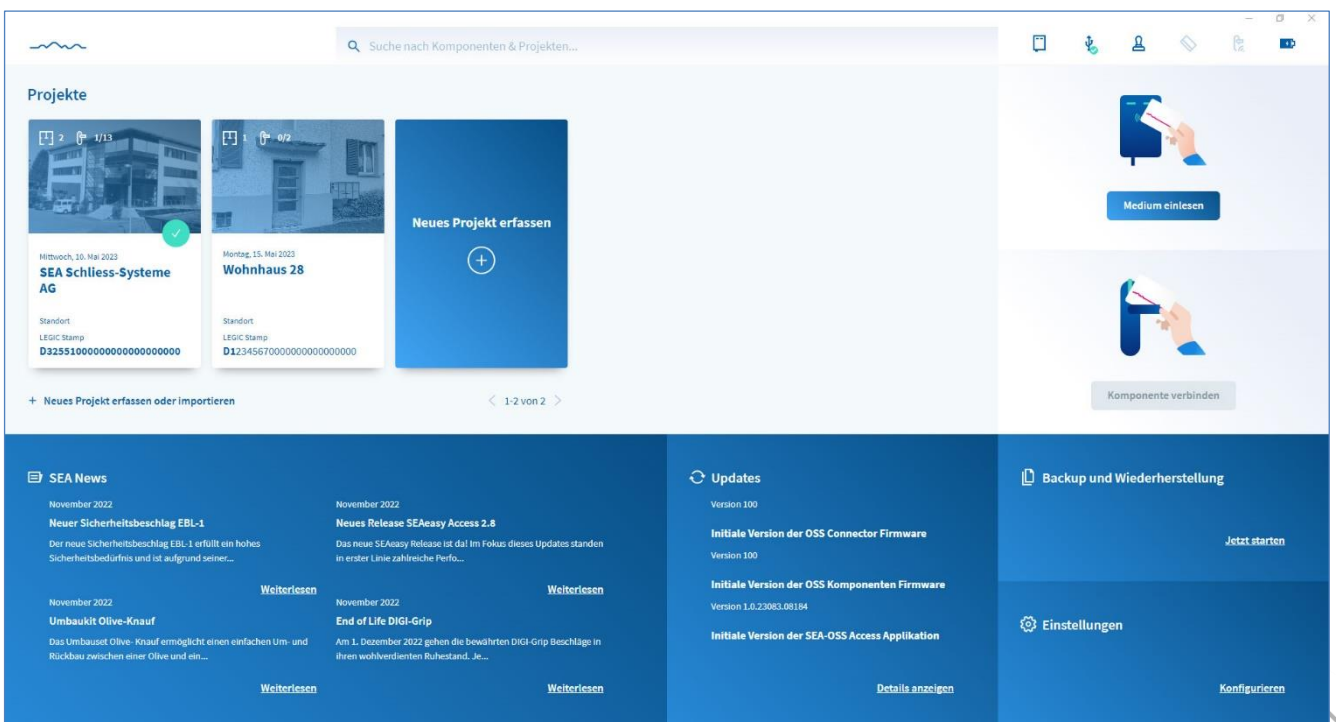 Suche nach Komponenten & Projekten...
Projekte
2 1/13
Mittwoch, 10. Mai 2023
SEA Schliess-Systeme
AG
Standort
LEGIC Stamp
D3255100000000000000000
1 0/2
Montag, 15. Mai 2023
Wohnhaus 28
Standort
LEGIC Stamp
D1234567000000000000000
Neues Projekt erfassen
+ Neues Projekt erfassen oder importieren
< 1-2 von 2 >
Medium einlesen
Komponente verbinden
SEA News
November 2022
Neuer Sicherheitsbeschlag EBL-1
Der neue Sicherheitsbeschlag EBL-1 erfüllt ein hohes
Sicherheitsbedürfnis und ist aufgrund seiner...
Weiterlesen
November 2022
Neues Release SEAeasy Access 2.8
Das neue SEAeasy Release ist da! Im Fokus dieses Updates standen
in erster Linie zahlreiche Perfo...
Weiterlesen
November 2022
Umbaukit Olive-Knauf
Das Umbauset Olive- Knauf ermöglicht einen einfachen Um- und
Rückbau zwischen einer Olive und ein...
Weiterlesen
November 2022
End of Life DIGI-Grip
Am 1. Dezember 2022 gehen die bewährten DIGI-Grip Beschläge in
ihren wohlverdienten Ruhestand. Je...
Weiterlesen
Updates
Version 100
Initiale Version der OSS Connector Firmware
Version 100
Initiale Version der OSS Komponenten Firmware
Version 1.0.23083.08184
Initiale Version der SEA-OSS Access Applikation
Details anzeigen
Backup und Wiederherstellung
Jetzt starten
Einstellungen
Konfigurieren